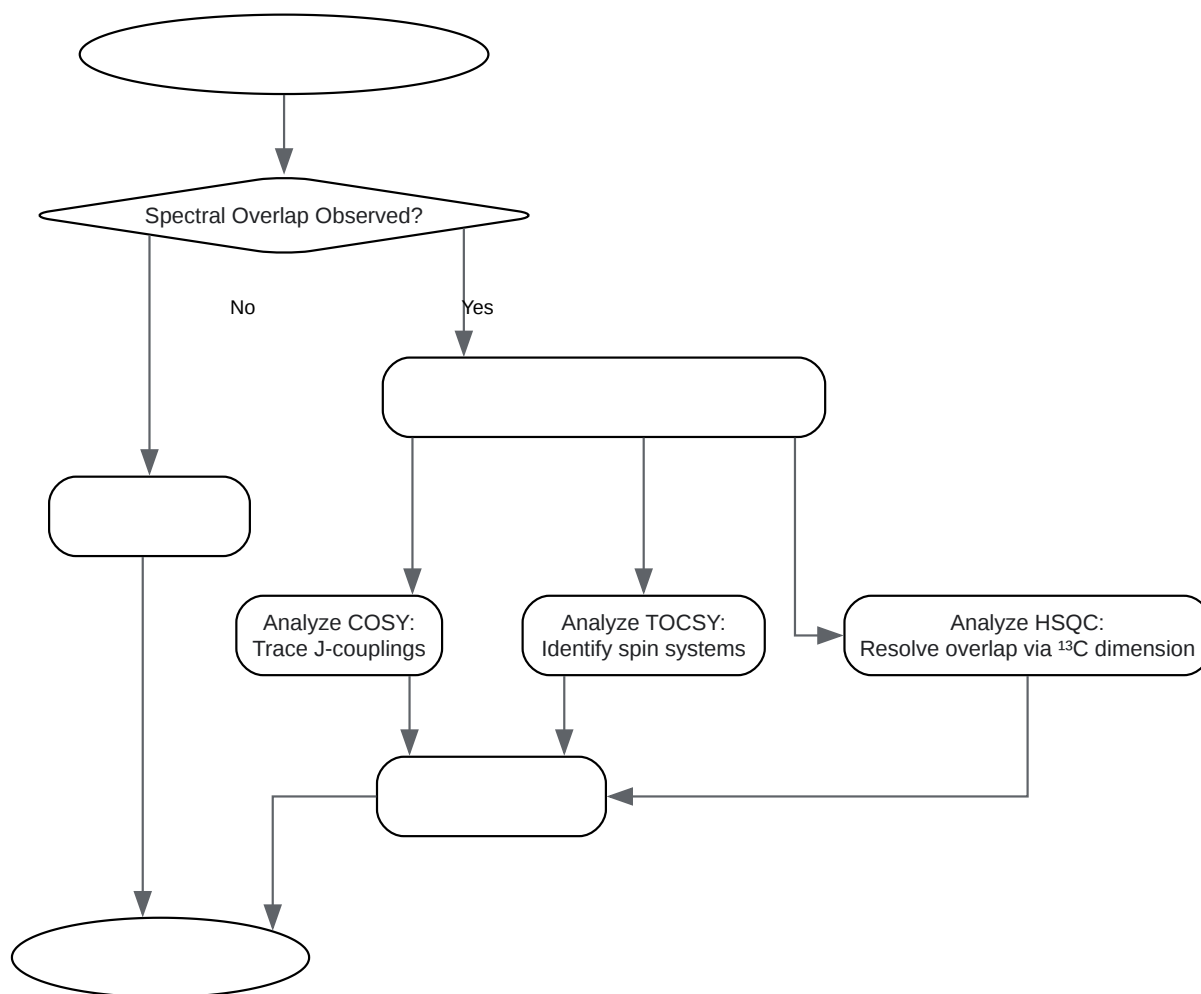 Spectral Overlap Observed?
No
Yes
Analyze COSY:
Trace J-couplings
Analyze TOCSY:
Identify spin systems
Analyze HSQC:
Resolve overlap via ¹³C dimension